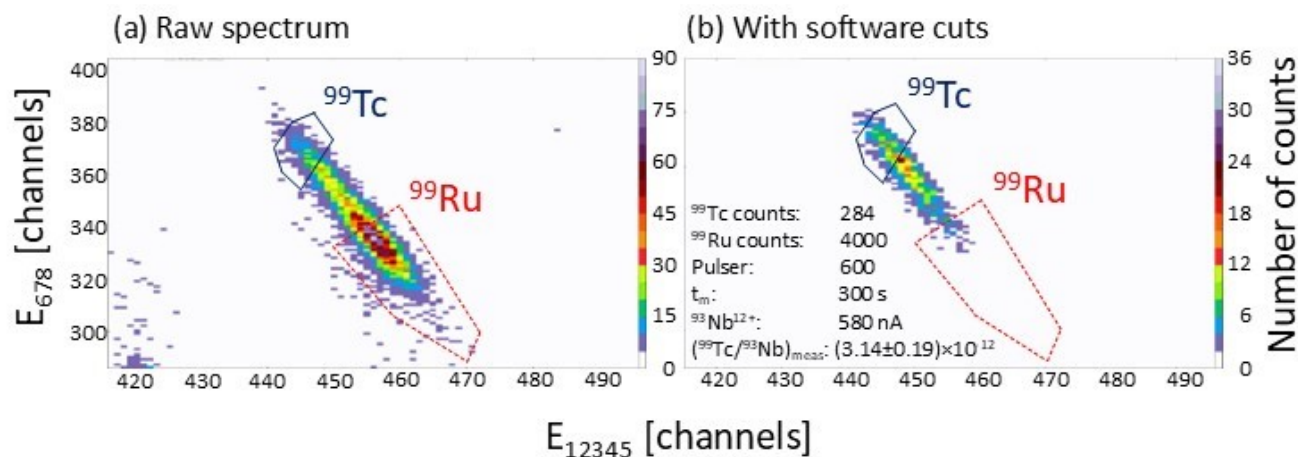 (a) Raw spectrum
(b) With software cuts
E₆₇₈ [channels]
400
380
360
340
320
300
⁹⁹Tc
⁹⁹Ru
90
75
60
45
30
15
0
420 430 440 450 460 470 480 490
⁹⁹Tc
⁹⁹Ru
⁹⁹Tc counts: 284
⁹⁹Ru counts: 4000
Pulser: 600
tₘ: 300 s
⁹³Nb¹²⁺: 580 nA
(⁹⁹Tc/⁹³Nb)ₘₑₐₛ: (3.14±0.19)×10⁻¹²
36
30
24
18
12
6
0
Number of counts
420 430 440 450 460 470 480 490
E₁₂₃₄₅ [channels]